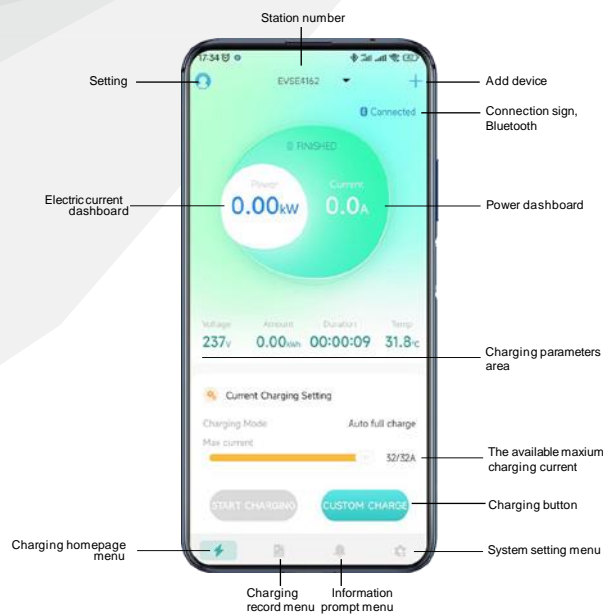 Station number
17:34
Setting
EVSE4162
Add device
Connected
Connection sign,
Bluetooth
FINISHED
Power
Current
Electric current
dashboard
0.00kW
0.0A
Power dashboard
Voltage
Amount
Duration
Temp
237V
0.00kWh
00:00:09
31.8°C
Charging parameters
area
Current Charging Setting
Charging Mode
Auto full charge
Max current
32/32A
The available maxium
charging current
START CHARGING
CUSTOM CHARGE
Charging button
Charging homepage
menu
System setting menu
Charging
record menu
Information
prompt menu